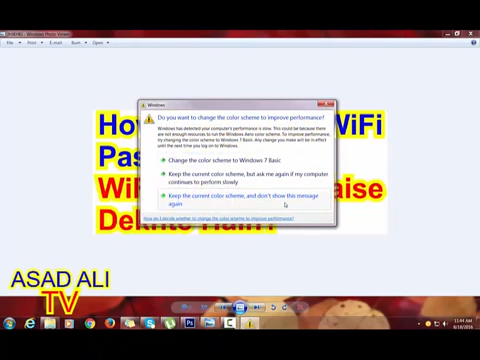 Windows Photo Viewer
File
Print
E-mail
Burn
Open
Windows
Do you want to change the color scheme to improve performance?
Windows has detected your computer's performance is slow. This could be because there
are not enough resources to run the Windows Aero color scheme. To improve performance,
try changing the color scheme to Windows 7 Basic. Any change you make will be in effect
until the next time you log on to Windows.
Change the color scheme to Windows 7 Basic
Keep the current color scheme, but ask me again if my computer
continues to perform slowly
Keep the current color scheme, and don't show this message
again
How do I decide whether to change the color scheme to improve performance?
WiFi
Pas
Wi
aise
Dekhte Hain?
ASAD ALI
TV
11:44 AM
6/18/2016